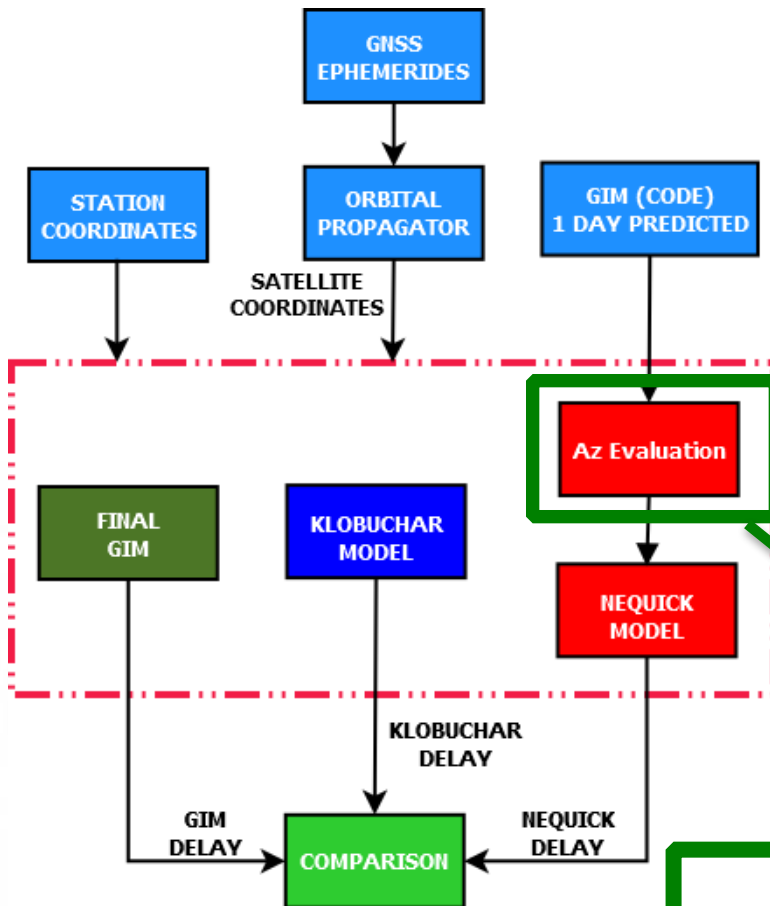 GNSS
EPHEMERIDES
STATION
COORDINATES
ORBITAL
PROPAGATOR
GIM (CODE)
1 DAY PREDICTED
SATELLITE
COORDINATES
Az Evaluation
FINAL
GIM
KLOBUCHAR
MODEL
NEQUICK
MODEL
KLOBUCHAR
DELAY
GIM
DELAY
NEQUICK
DELAY
COMPARISON